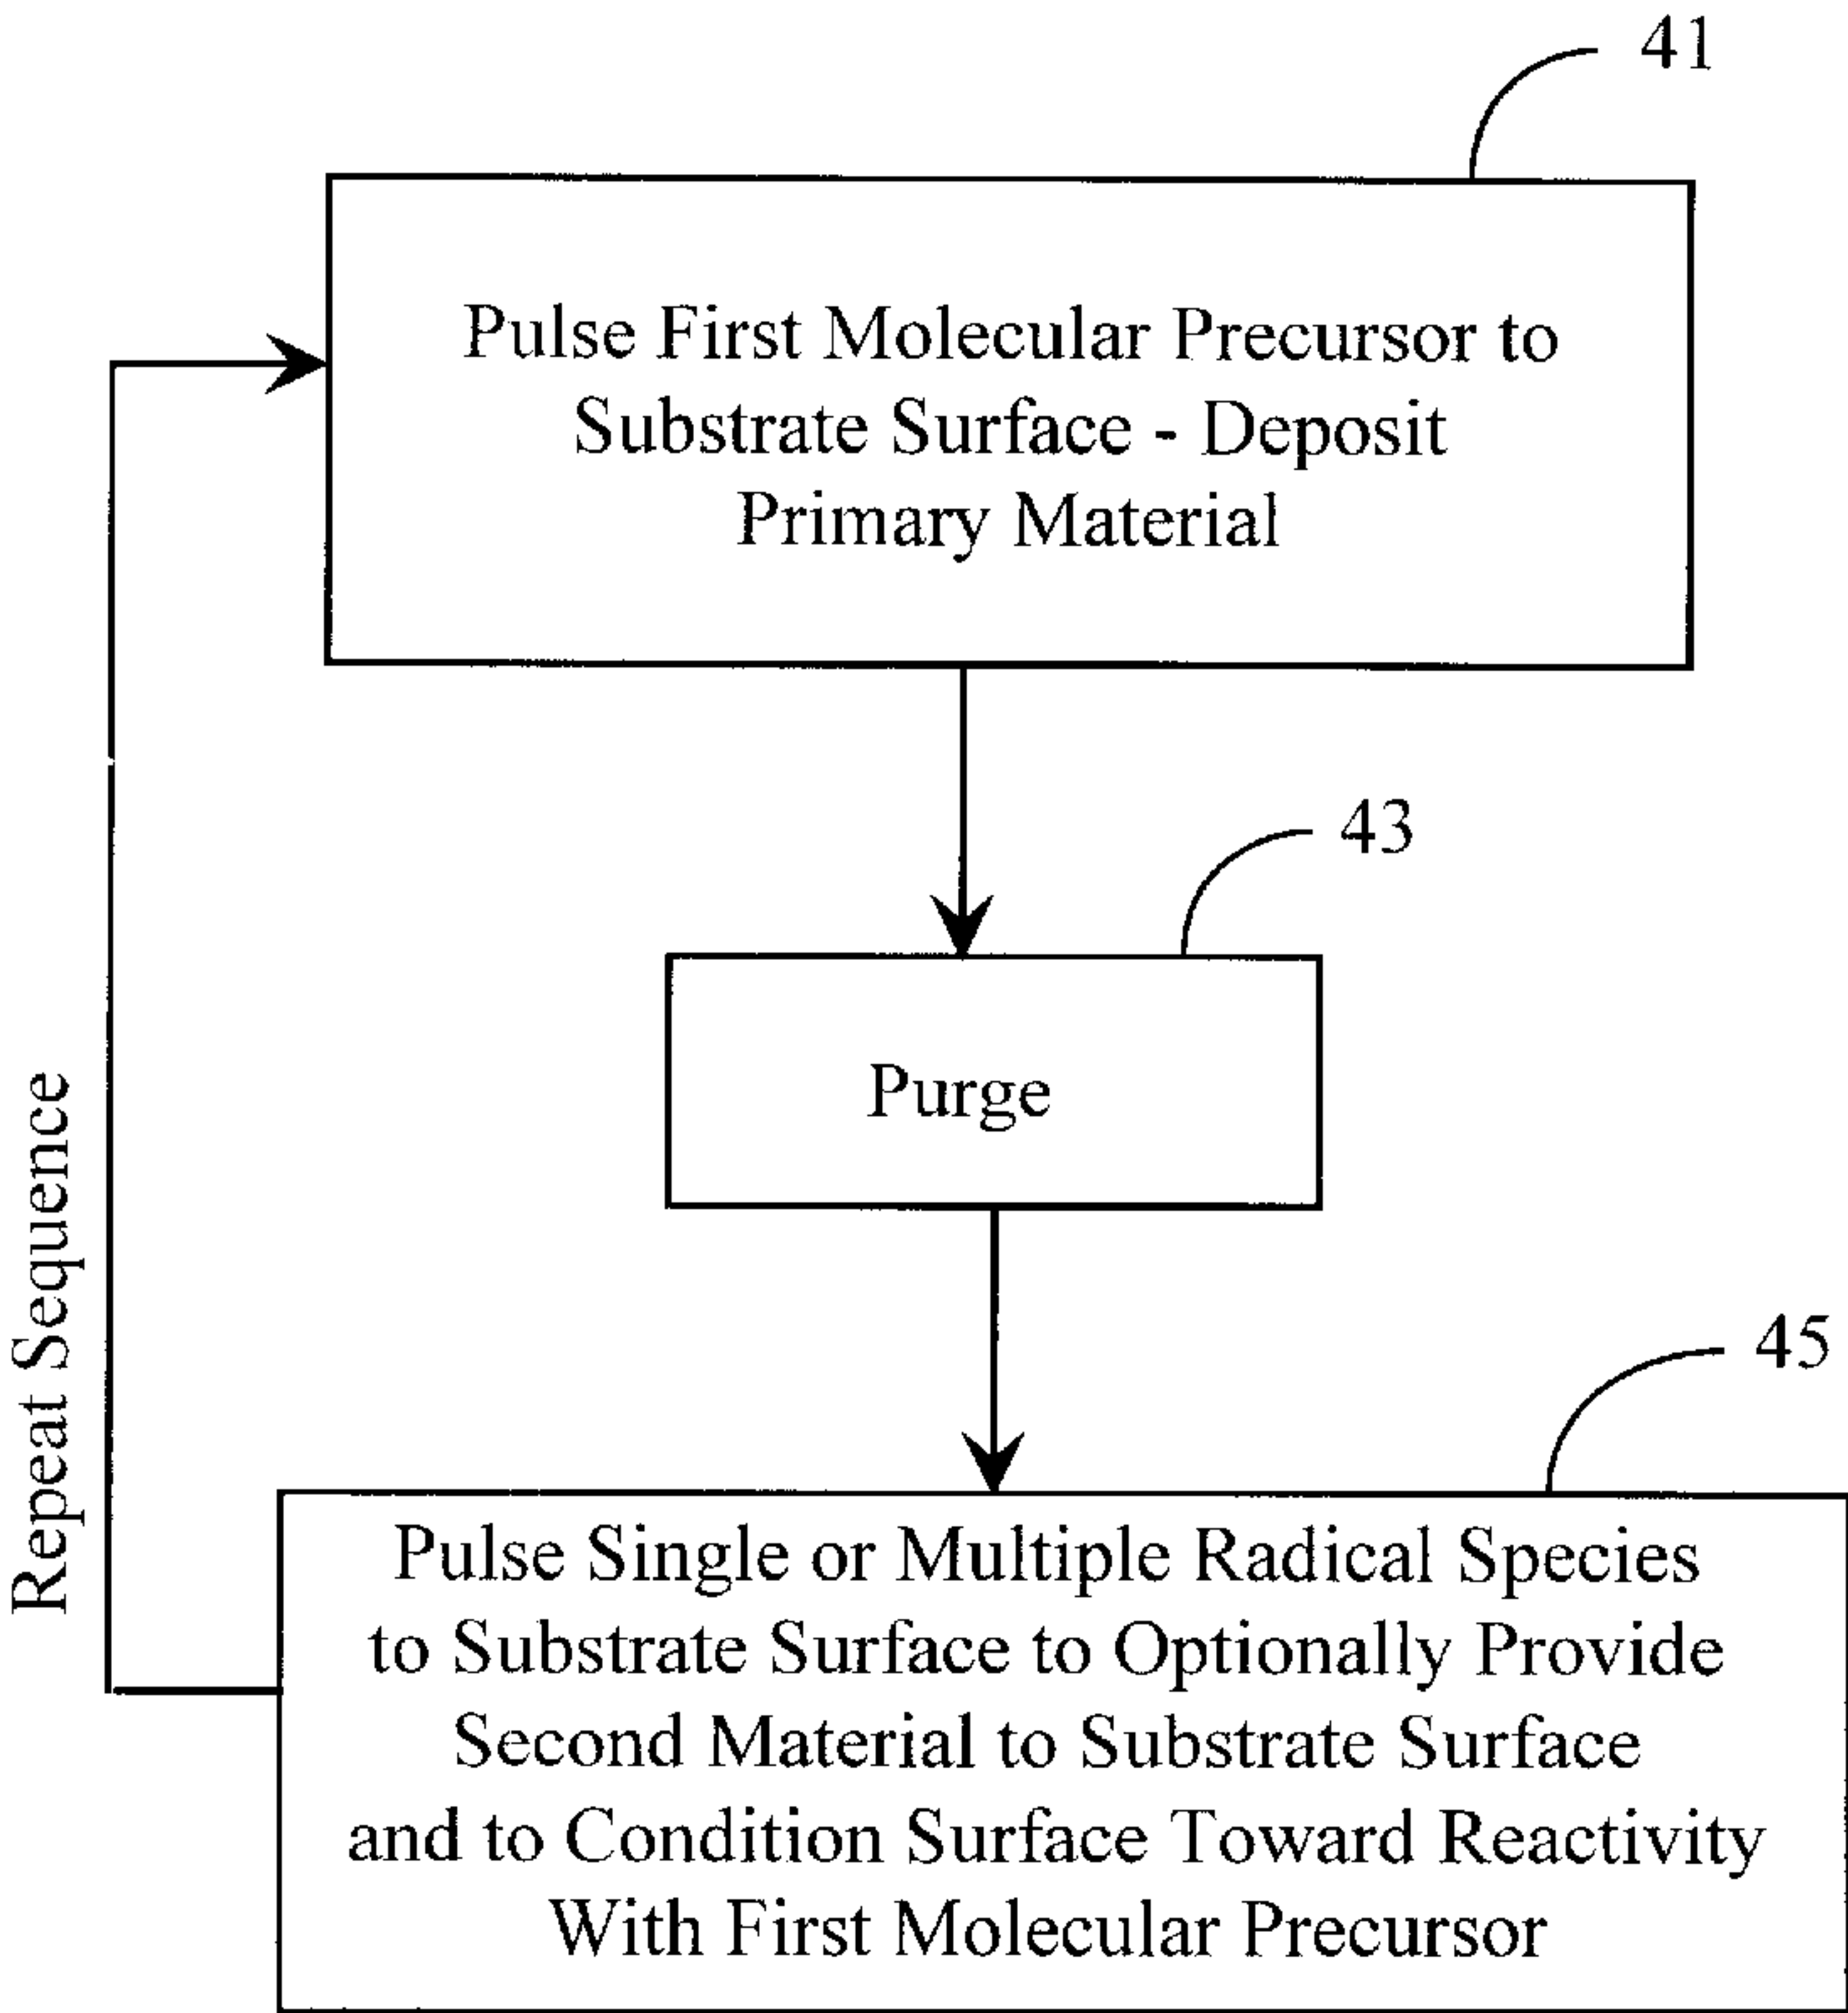 41
Pulse First Molecular Precursor to
Substrate Surface - Deposit
Primary Material
43
Purge
Repeat Sequence
45
Pulse Single or Multiple Radical Species
to Substrate Surface to Optionally Provide
Second Material to Substrate Surface
and to Condition Surface Toward Reactivity
With First Molecular Precursor